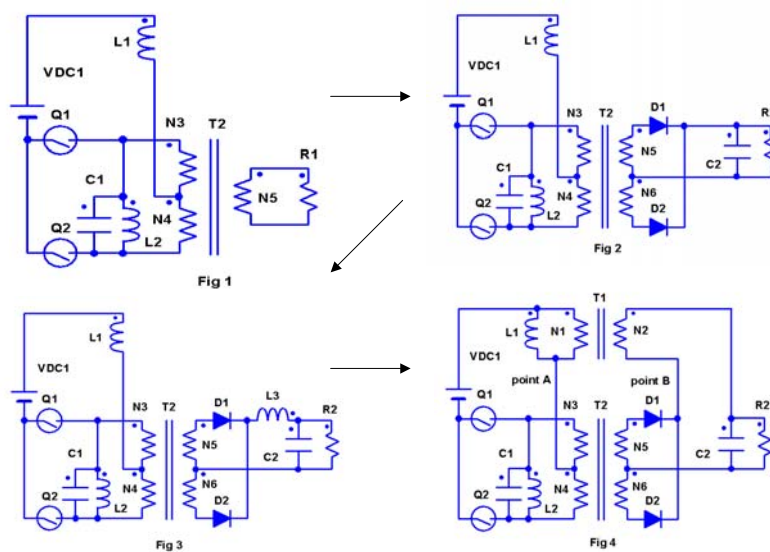 L1
VDC1
Q1
N3
T2
C1
N4
N5
R1
Q2
L2
Fig 1
L1
VDC1
Q1
N3
T2
D1
R
C1
N5
C2
N4
N6
Q2
L2
D2
Fig 2
L1
VDC1
Q1
N3
T2
D1
L3
R2
C1
N5
C2
N4
N6
Q2
L2
D2
Fig 3
T1
L1
N1
N2
VDC1
point A
point B
Q1
N3
T2
D1
R2
C1
N5
C2
N4
N6
Q2
L2
D2
Fig 4